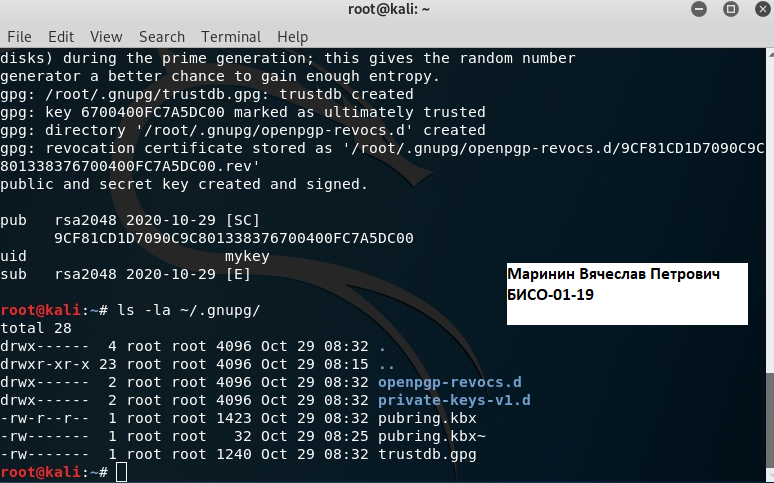 root@kali: ~
File Edit View Search Terminal Help
disks) during the prime generation; this gives the random number
generator a better chance to gain enough entropy.
gpg: /root/.gnupg/trustdb.gpg: trustdb created
gpg: key 6700400FC7A5DC00 marked as ultimately trusted
gpg: directory '/root/.gnupg/openpgp-revocs.d' created
gpg: revocation certificate stored as '/root/.gnupg/openpgp-revocs.d/9CF81CD1D7090C9C
801338376700400FC7A5DC00.rev'
public and secret key created and signed.
pub   rsa2048 2020-10-29 [SC]
      9CF81CD1D7090C9C801338376700400FC7A5DC00
uid                      mykey
sub   rsa2048 2020-10-29 [E]
Маринин Вячеслав Петрович
БИСО-01-19
root@kali:~# ls -la ~/.gnupg/
total 28
drwx------  4 root root 4096 Oct 29 08:32 .
drwxr-xr-x 23 root root 4096 Oct 29 08:15 ..
drwx------  2 root root 4096 Oct 29 08:32 openpgp-revocs.d
drwx------  2 root root 4096 Oct 29 08:32 private-keys-v1.d
-rw-r--r--  1 root root 1423 Oct 29 08:32 pubring.kbx
-rw-------  1 root root   32 Oct 29 08:25 pubring.kbx~
-rw-------  1 root root 1240 Oct 29 08:32 trustdb.gpg
root@kali:~#